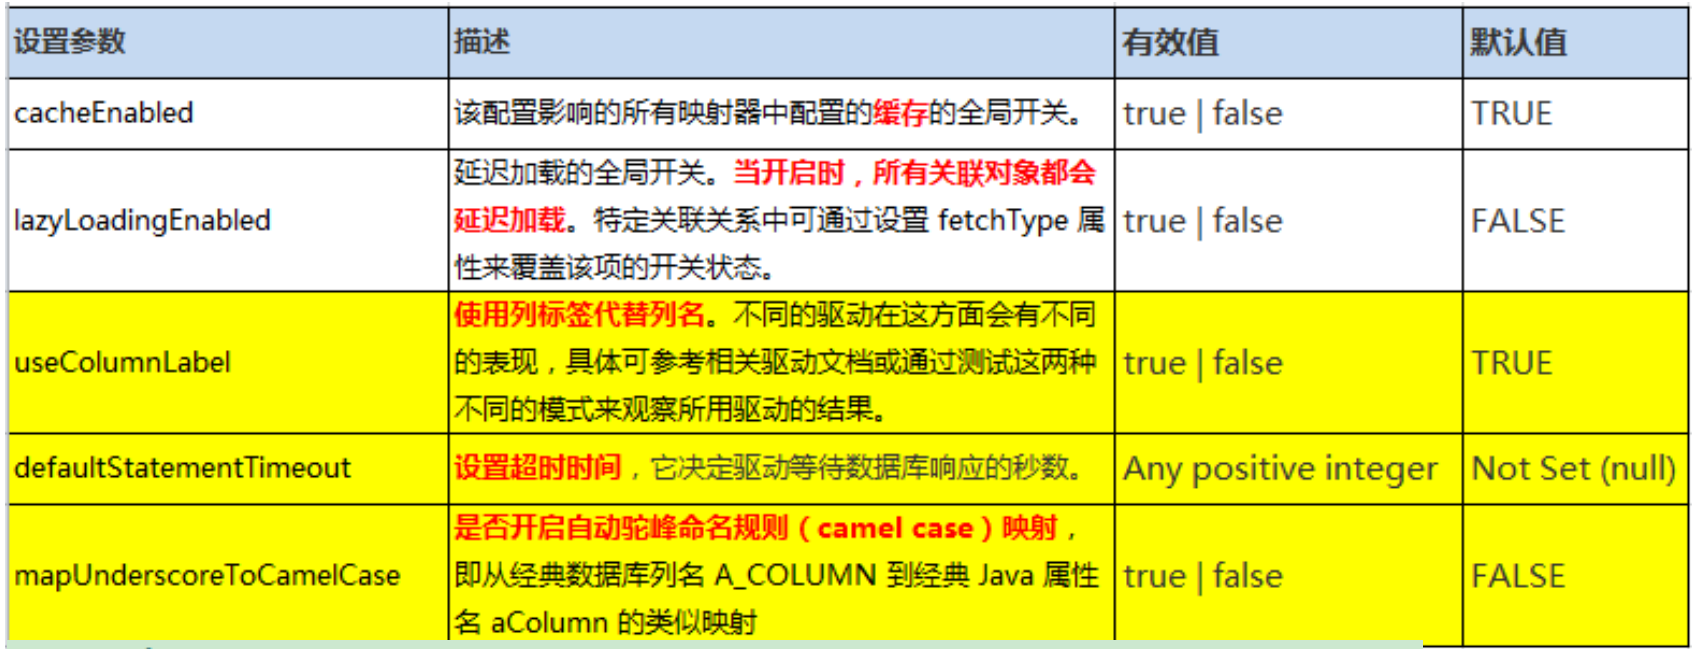 设置参数 描述 有效值 默认值
cacheEnabled 该配置影响的所有映射器中配置的缓存的全局开关。 true | false TRUE
延迟加载的全局开关。当开启时，所有关联对象都会
lazyLoadingEnabled 延迟加载。特定关联关系中可通过设置 fetchType 属 true | false FALSE
性来覆盖该项的开关状态。
使用列标签代替列名。不同的驱动在这方面会有不同
useColumnLabel 的表现，具体可参考相关驱动文档或通过测试这两种 true | false TRUE
不同的模式来观察所用驱动的结果。
defaultStatementTimeout 设置超时时间，它决定驱动等待数据库响应的秒数。 Any positive integer Not Set (null)
是否开启自动驼峰命名规则（camel case）映射，
mapUnderscoreToCamelCase 即从经典数据库列名 A_COLUMN 到经典 Java 属性 true | false FALSE
名 aColumn 的类似映射